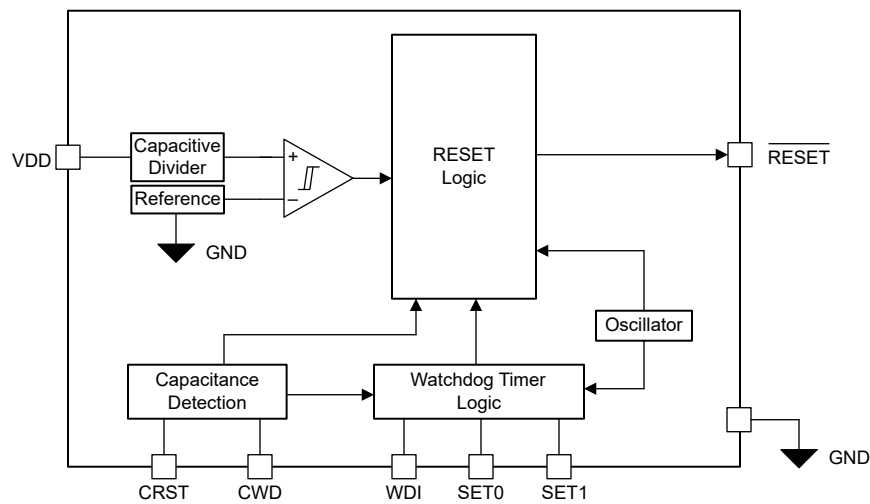 VDD
Capacitive
Divider
+
Reference
−
GND
RESET
Logic
RESET
Oscillator
Capacitance
Detection
Watchdog Timer
Logic
GND
CRST
CWD
WDI
SET0
SET1